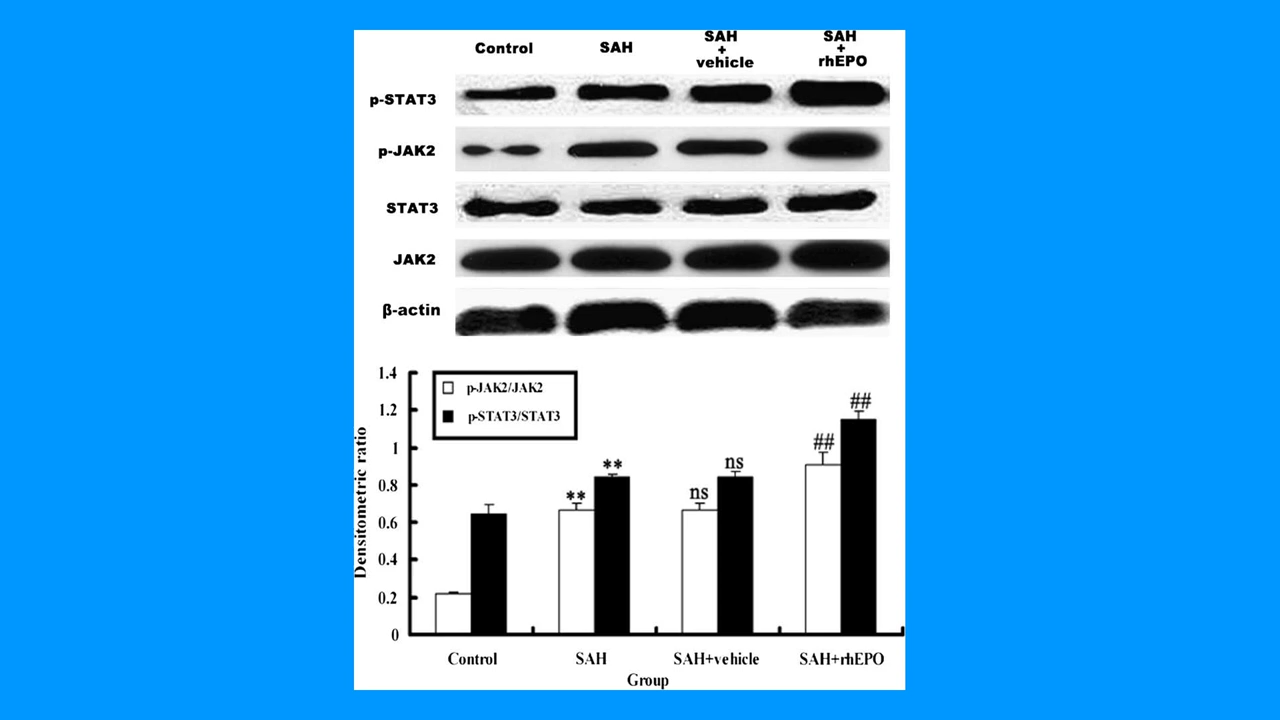 Control SAH SAH + vehicle SAH + rhEPO
p-STAT3
p-JAK2
STAT3
JAK2
β-actin
1.4
1.2
1
0.8
0.6
0.4
0.2
0
Densitometric ratio
p-JAK2/JAK2
p-STAT3/STAT3
** **
ns ns
## ##
Control SAH SAH+vehicle SAH+rhEPO
Group